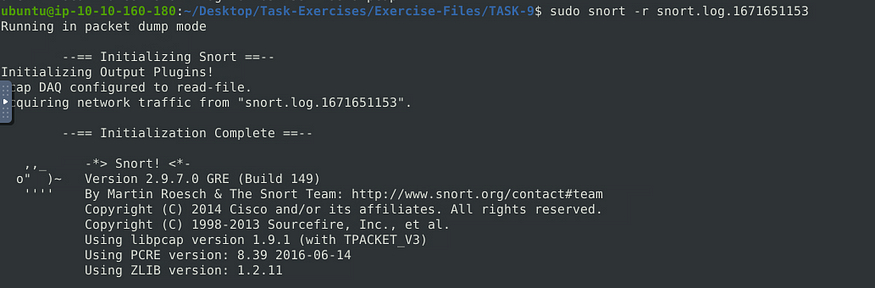 ubuntu@ip-10-10-160-180:~/Desktop/Task-Exercises/Exercise-Files/TASK-9$ sudo snort -r snort.log.1671651153
Running in packet dump mode
--== Initializing Snort ==--
Initializing Output Plugins!
cap DAQ configured to read-file.
cquiring network traffic from "snort.log.1671651153".
--== Initialization Complete ==--
,,_ -*> Snort! <*-
o" )~ Version 2.9.7.0 GRE (Build 149)
'''' By Martin Roesch & The Snort Team: http://www.snort.org/contact#team
Copyright (C) 2014 Cisco and/or its affiliates. All rights reserved.
Copyright (C) 1998-2013 Sourcefire, Inc., et al.
Using libpcap version 1.9.1 (with TPACKET_V3)
Using PCRE version: 8.39 2016-06-14
Using ZLIB version: 1.2.11